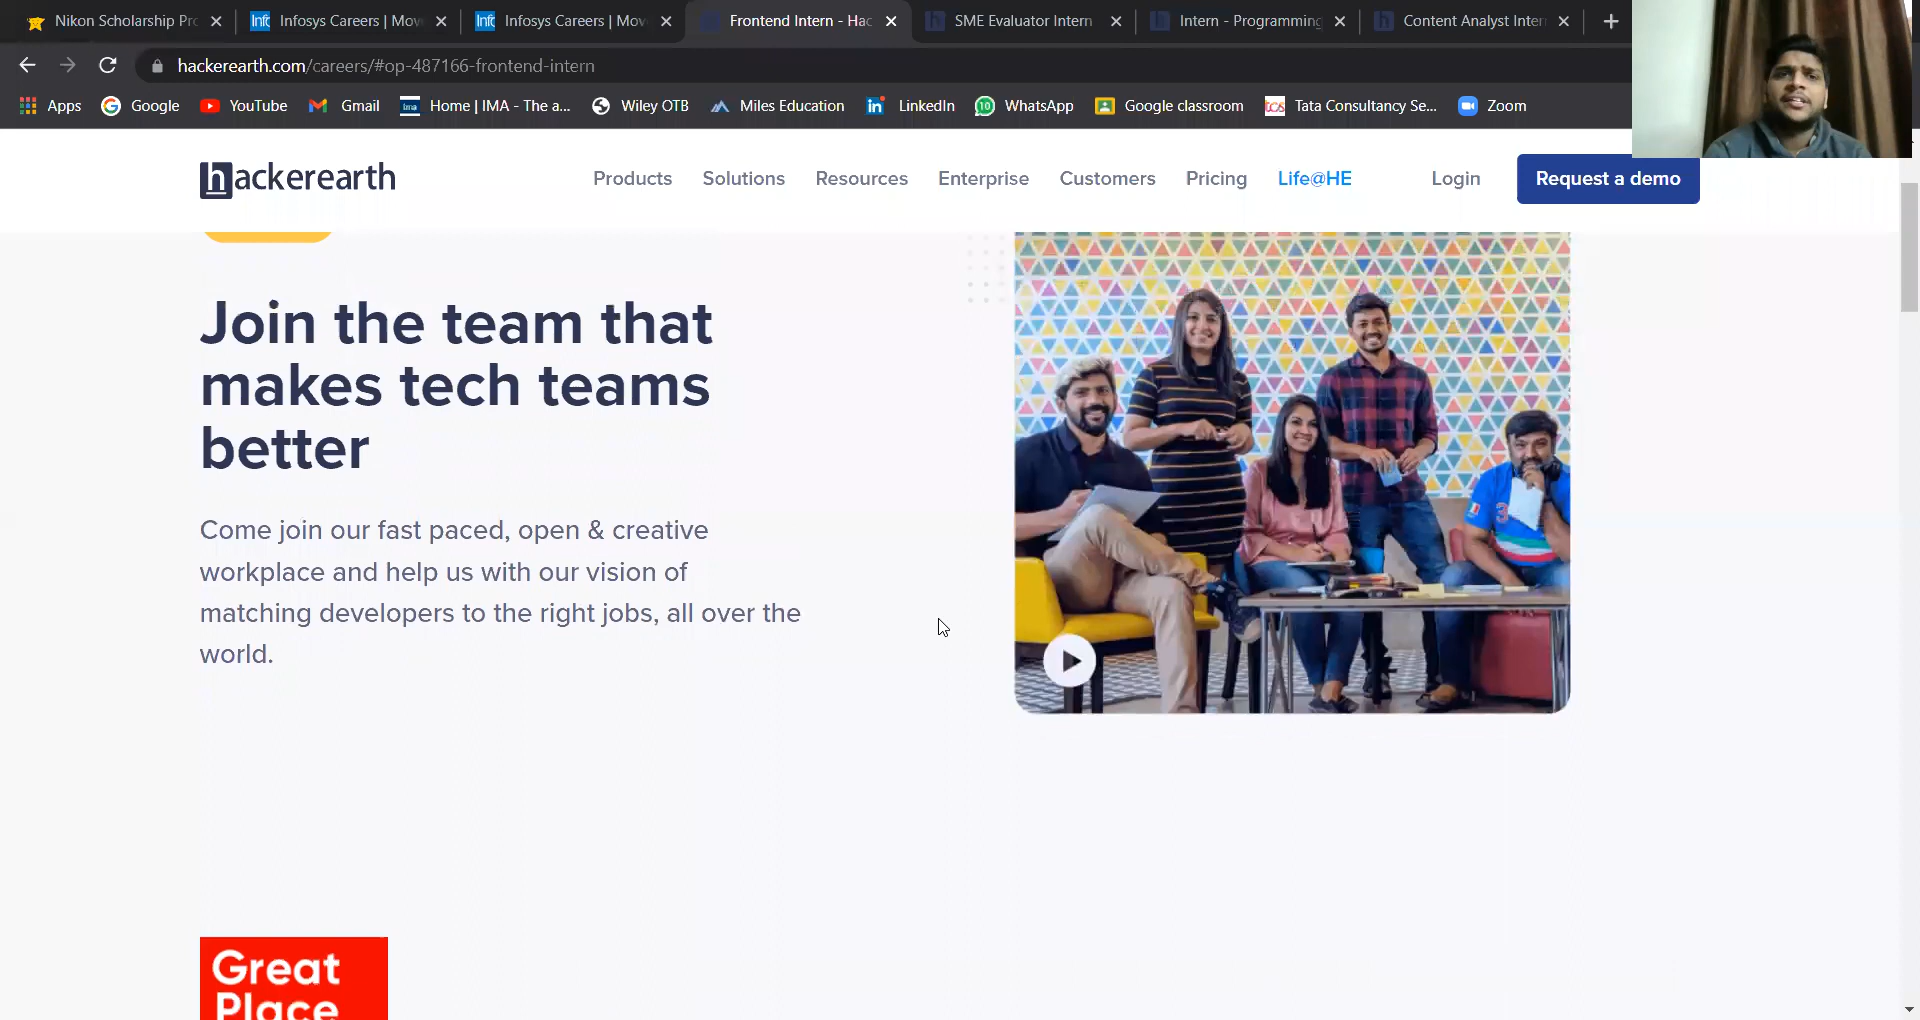 Nikon Scholarship Pro
Infosys Careers | Mov
Infosys Careers | Mov
Frontend Intern - Hac
SME Evaluator Intern
Intern - Programming
Content Analyst Inter
hackerearth.com/careers/#op-487166-frontend-intern
Apps
Google
YouTube
Gmail
Home | IMA - The a...
Wiley OTB
Miles Education
LinkedIn
WhatsApp
Google classroom
Tata Consultancy Se...
Zoom
hackerearth
Products
Solutions
Resources
Enterprise
Customers
Pricing
Life@HE
Login
Request a demo
Join the team that
makes tech teams
better
Come join our fast paced, open & creative
workplace and help us with our vision of
matching developers to the right jobs, all over the
world.
3
Great
Place